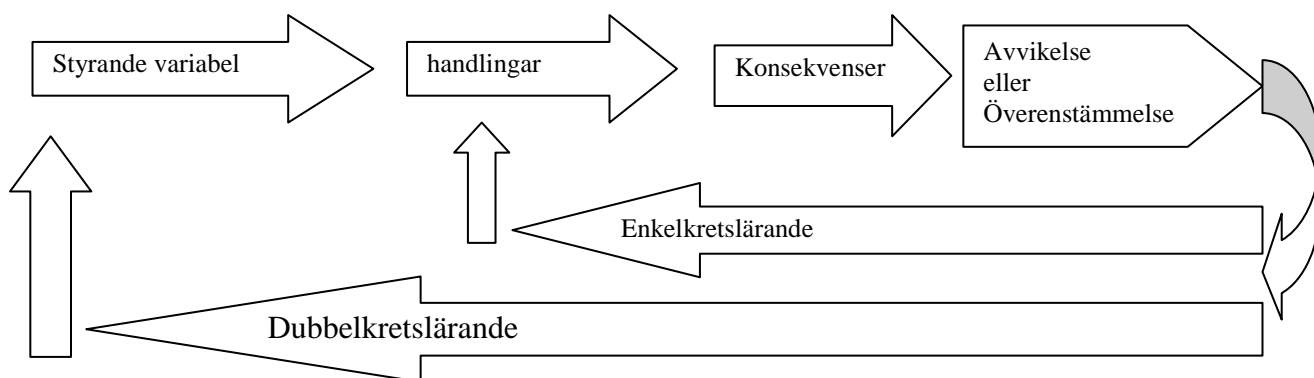 Styrande variabel
handlingar
Konsekvenser
Avvikelse
eller
Överenstämmelse
Enkelkretslärande
Dubbelkretslärande